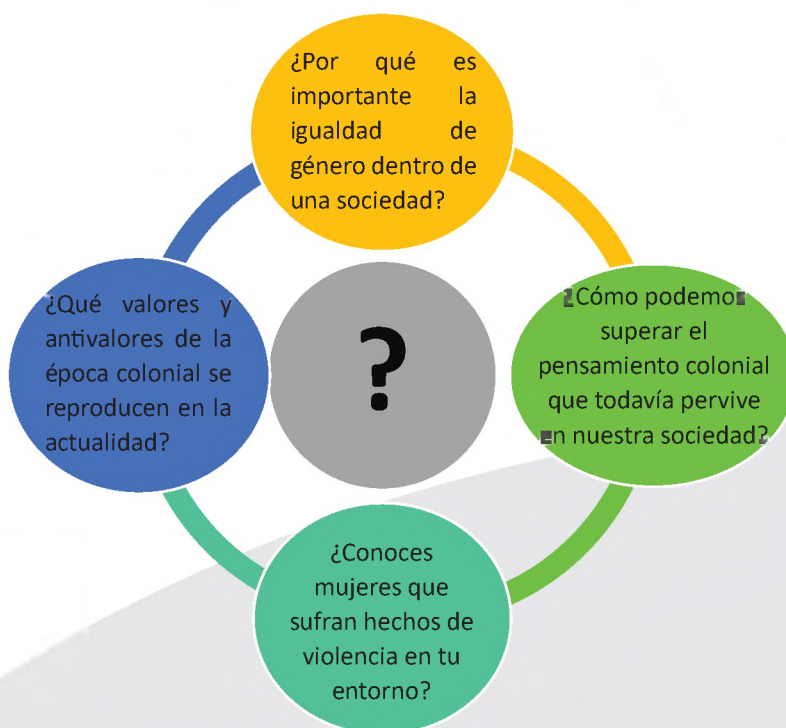 ¿Por qué es
importante la
igualdad de
género dentro de
una sociedad?
¿Qué valores y
antivalores de la
época colonial se
reproducen en la
actualidad?
?
¿Cómo podemos
superar el
pensamiento colonial
que todavía pervive
en nuestra sociedad?
¿Conoces
mujeres que
sufran hechos de
violencia en tu
entorno?